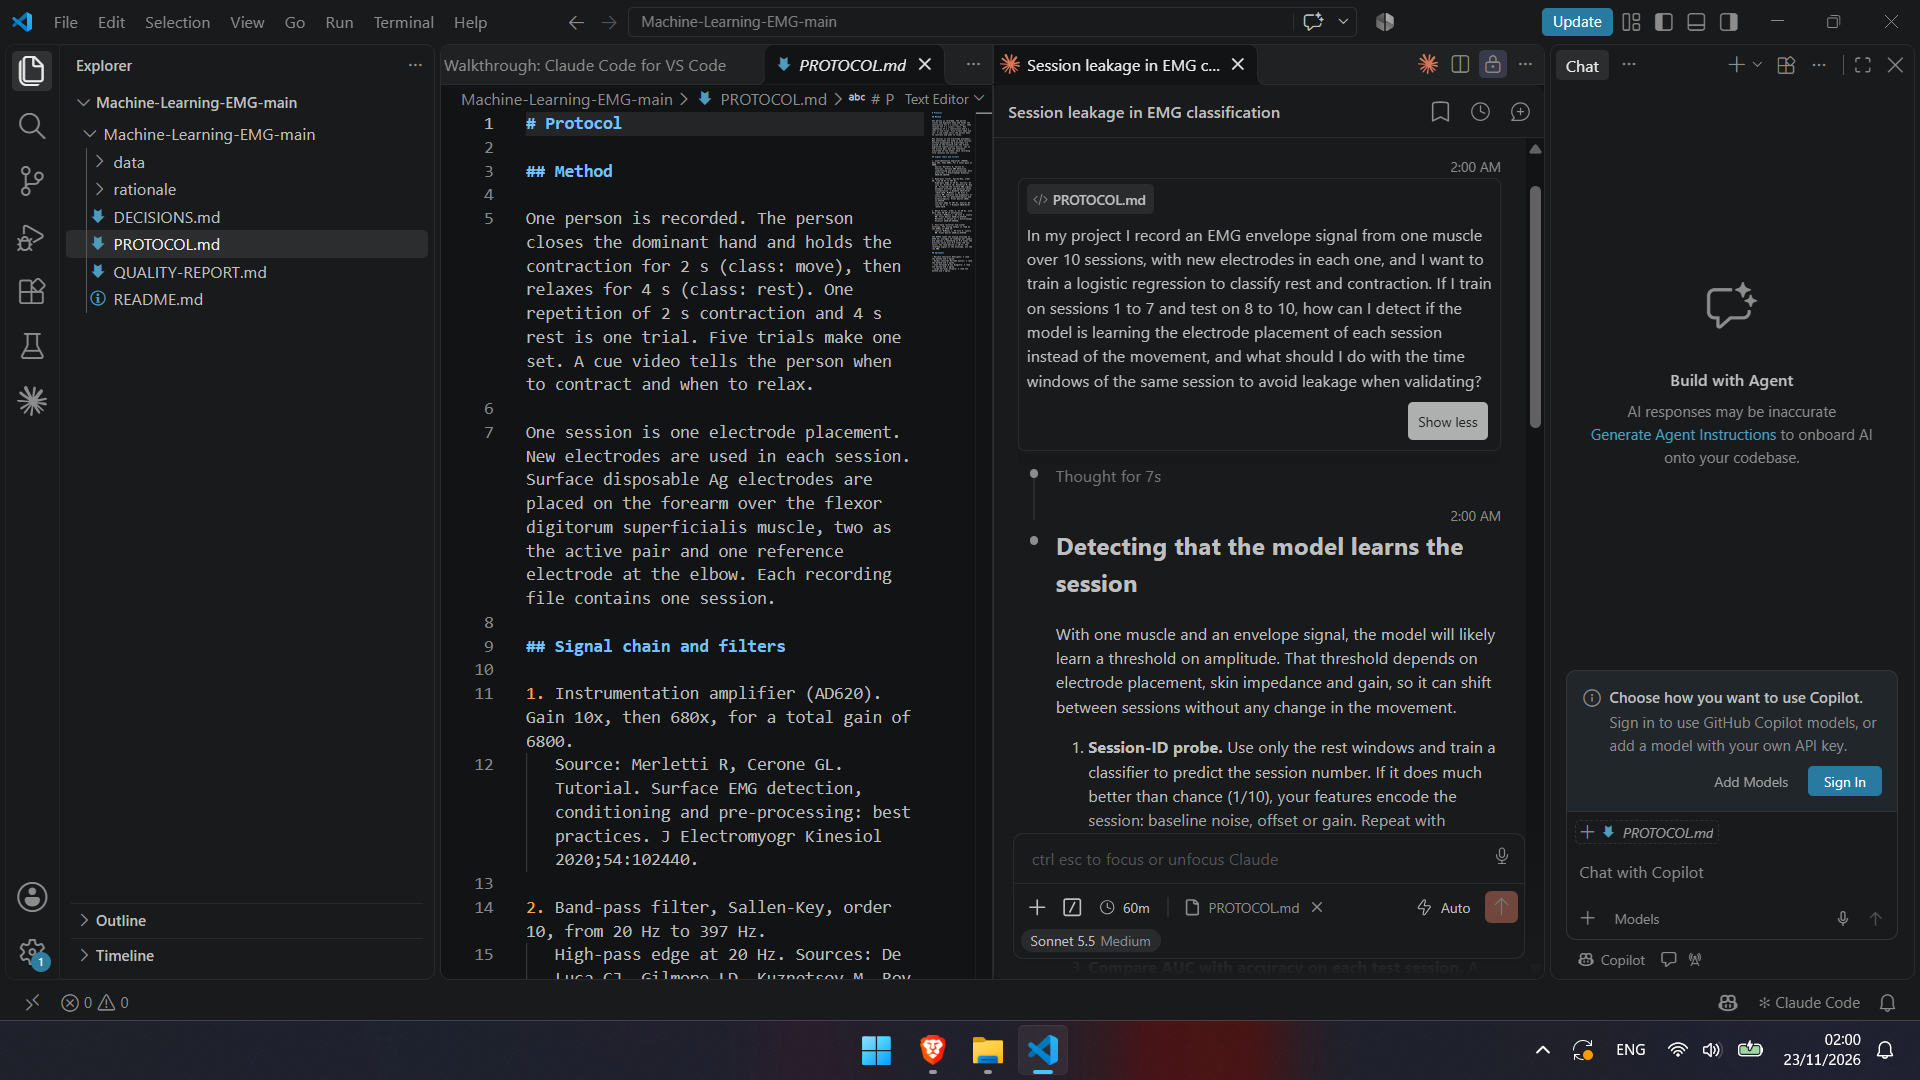 File Edit Selection View Go Run Terminal Help
Machine-Learning-EMG-main
Update
Explorer
Machine-Learning-EMG-main
Machine-Learning-EMG-main
data
rationale
DECISIONS.md
PROTOCOL.md
QUALITY-REPORT.md
README.md
Outline
Timeline
Walkthrough: Claude Code for VS Code
PROTOCOL.md
Machine-Learning-EMG-main > PROTOCOL.md > abc # P Text Editor
1 # Protocol
2
3 ## Method
4
5 One person is recorded. The person
closes the dominant hand and holds the
contraction for 2 s (class: move), then
relaxes for 4 s (class: rest). One
repetition of 2 s contraction and 4 s
rest is one trial. Five trials make one
set. A cue video tells the person when
to contract and when to relax.
6
7 One session is one electrode placement.
New electrodes are used in each session.
Surface disposable Ag electrodes are
placed on the forearm over the flexor
digitorum superficialis muscle, two as
the active pair and one reference
electrode at the elbow. Each recording
file contains one session.
8
9 ## Signal chain and filters
10
11 1. Instrumentation amplifier (AD620).
Gain 10x, then 680x, for a total gain of
6800.
12 Source: Merletti R, Cerone GL.
Tutorial. Surface EMG detection,
conditioning and pre-processing: best
practices. J Electromyogr Kinesiol
2020;54:102440.
13
14 2. Band-pass filter, Sallen-Key, order
10, from 20 Hz to 397 Hz.
15 High-pass edge at 20 Hz. Sources: De
Luca CJ, Gilmore LD, Kuznetsov M, Roy
Session leakage in EMG c...
Session leakage in EMG classification
2:00 AM
PROTOCOL.md
In my project I record an EMG envelope signal from one muscle
over 10 sessions, with new electrodes in each one, and I want to
train a logistic regression to classify rest and contraction. If I train
on sessions 1 to 7 and test on 8 to 10, how can I detect if the
model is learning the electrode placement of each session
instead of the movement, and what should I do with the time
windows of the same session to avoid leakage when validating?
Show less
Thought for 7s
2:00 AM
Detecting that the model learns the
session
With one muscle and an envelope signal, the model will likely
learn a threshold on amplitude. That threshold depends on
electrode placement, skin impedance and gain, so it can shift
between sessions without any change in the movement.
1. Session-ID probe. Use only the rest windows and train a
classifier to predict the session number. If it does much
better than chance (1/10), your features encode the
session: baseline noise, offset or gain. Repeat with
ctrl esc to focus or unfocus Claude
60m PROTOCOL.md Auto
Sonnet 5.5 Medium
3. Compare AUC with accuracy on each test session. A
Chat
Build with Agent
AI responses may be inaccurate
Generate Agent Instructions to onboard AI
onto your codebase.
Choose how you want to use Copilot.
Sign in to use GitHub Copilot models, or
add a model with your own API key.
Add Models Sign In
PROTOCOL.md
Chat with Copilot
Models
Copilot
1
0 0
Claude Code
ENG
02:00
23/11/2026